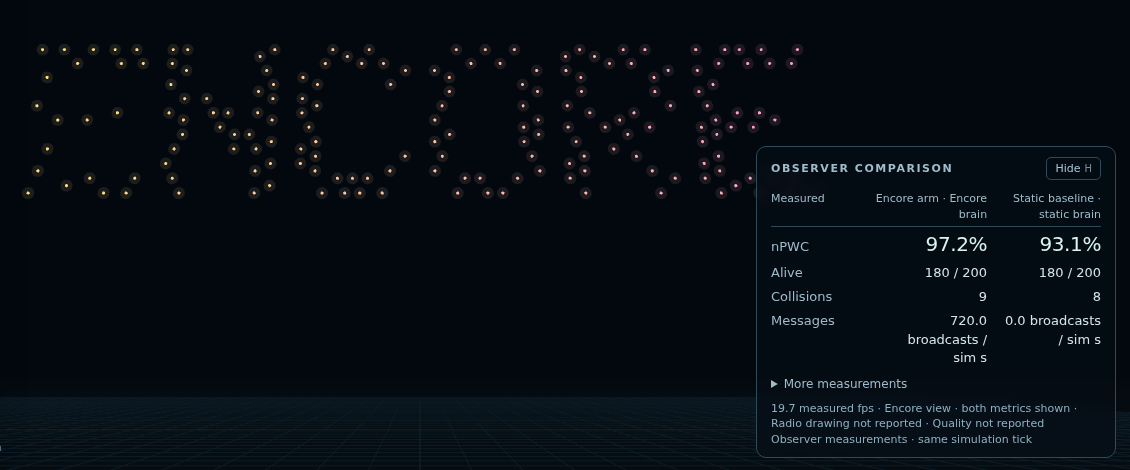 ENCORE
OBSERVER COMPARISON
Hide H
Measured
Encore arm · Encore brain
Static baseline · static brain
nPWC 97.2% 93.1%
Alive 180 / 200 180 / 200
Collisions 9 8
Messages 720.0 broadcasts / sim s 0.0 broadcasts / sim s
▶ More measurements
19.7 measured fps · Encore view · both metrics shown ·
Radio drawing not reported · Quality not reported
Observer measurements · same simulation tick